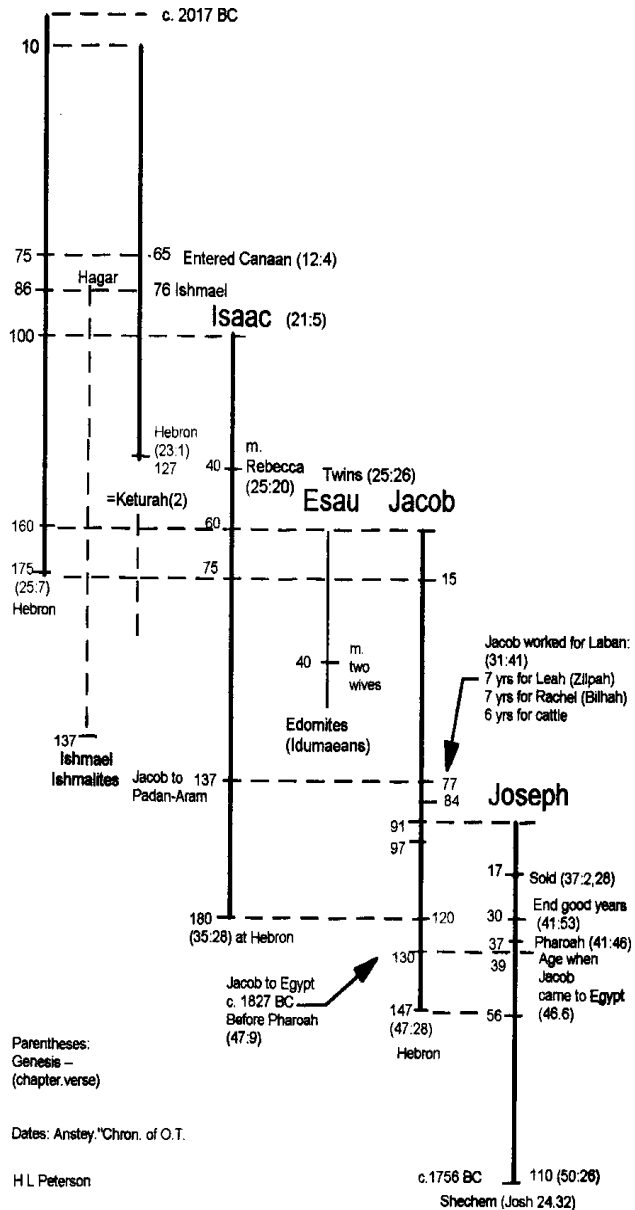 c. 2017 BC
10
75
65
Entered Canaan (12:4)
Hagar
86
76 Ishmael
Isaac (21:5)
100
Hebron
(23:1)
127
m.
Rebecca
(25:20)
40
Twins (25:26)
Esau Jacob
=Keturah(2)
160
60
175
(25:7)
Hebron
75
15
40
m.
two
wives
Edomites
(Idumaeans)
Jacob worked for Laban:
(31:41)
7 yrs for Leah (Zilpah)
7 yrs for Rachel (Bilhah)
6 yrs for cattle
137
Ishmael
Ishmalites
Jacob to
Padan-Aram
137
77
84
Joseph
91
97
17
Sold (37:2,28)
180
(35:28) at Hebron
120
30
End good years
(41:53)
37
Pharoah (41:46)
130
39
Age when
Jacob
came to Egypt
(46.6)
Jacob to Egypt
c. 1827 BC
Before Pharoah
(47:9)
147
(47:28)
Hebron
56
Parentheses:
Genesis –
(chapter.verse)
Dates: Anstey."Chron. of O.T.
H L Peterson
c.1756 BC
110 (50:26)
Shechem (Josh 24.32)